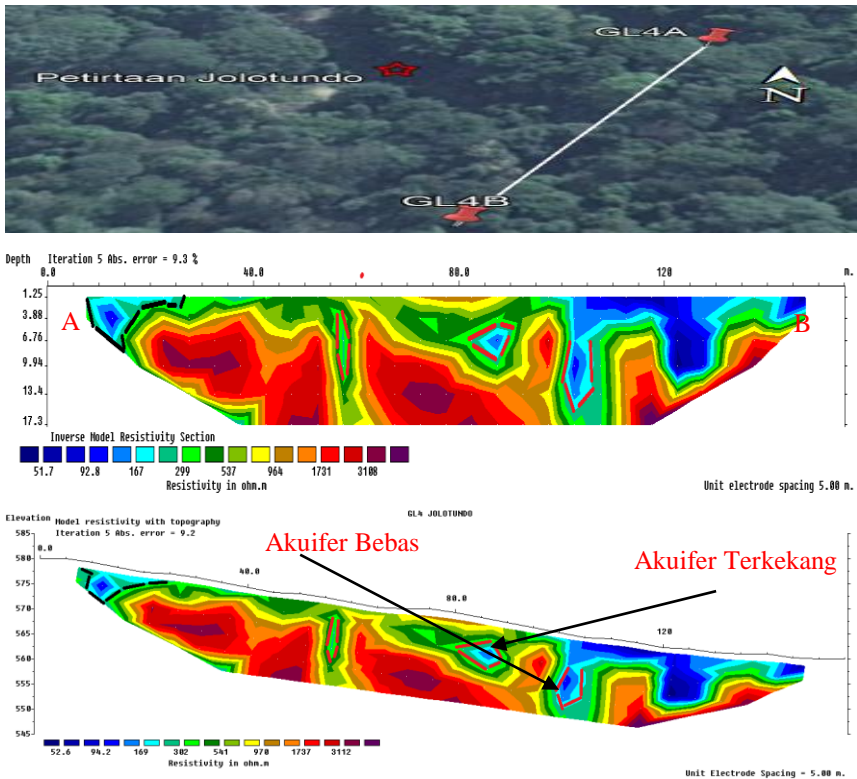 GL4A
Petirtaan Jolotundo
N
GL4B
Depth Iteration 5 Abs. error = 9.3 %
0.0 40.0 80.0 120 m.
1.25
3.88
6.76
9.94
13.4
17.3
A
B
Inverse Model Resistivity Section
51.7 92.8 167 299 537 964 1731 3108
Resistivity in ohm.m
Unit electrode spacing 5.00 m.
GL4 JOLOTUNDO
Elevation Model resistivity with topography
Iteration 5 Abs. error = 9.2
Akuifer Bebas
Akuifer Terkekang
585
580
575
570
565
560
555
550
545
0.0
40.0
80.0
120
52.6 94.2 169 302 541 970 1737 3112
Resistivity in ohm.m
Unit Electrode Spacing = 5.00 m.